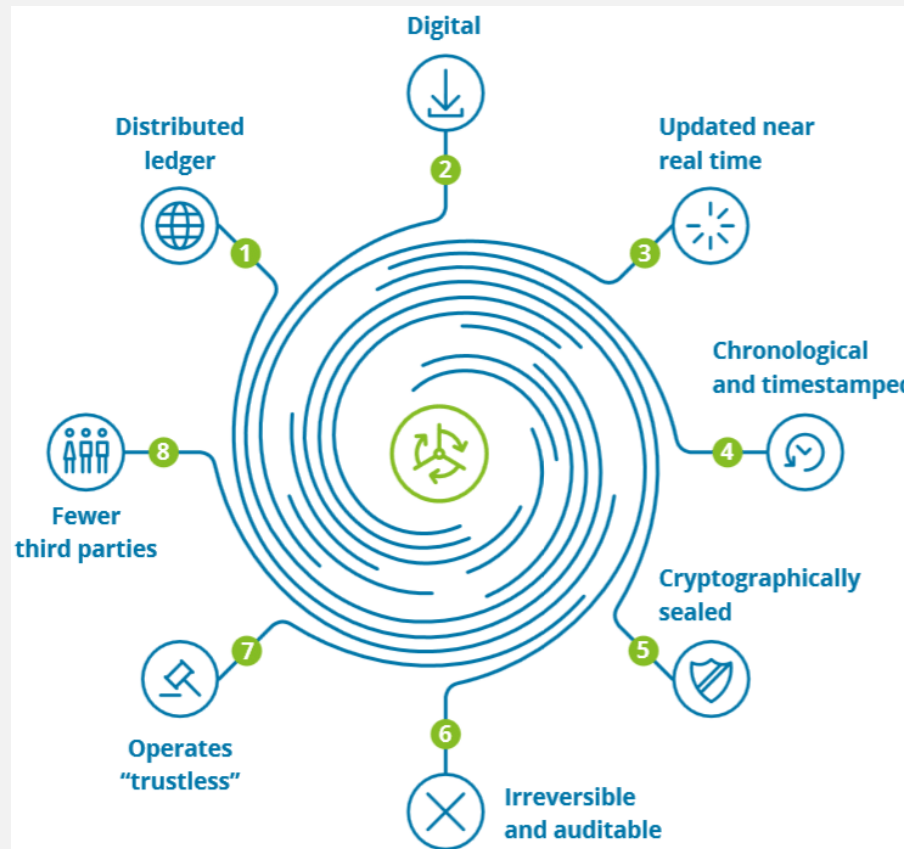 Digital
2
Distributed
ledger
1
Updated near
real time
3
Chronological
and timestamped
4
Cryptographically
sealed
5
Irreversible
and auditable
6
Operates
“trustless”
7
Fewer
third parties
8